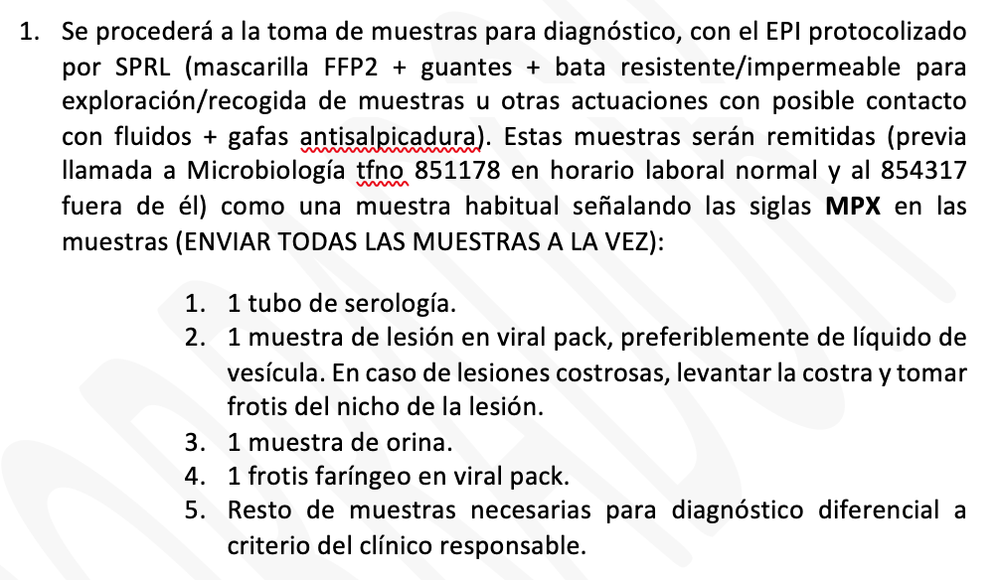 1. Se procederá a la toma de muestras para diagnóstico, con el EPI protocolizado
por SPRL (mascarilla FFP2 + guantes + bata resistente/impermeable para
exploración/recogida de muestras u otras actuaciones con posible contacto
con fluidos + gafas antisalpicadura). Estas muestras serán remitidas (previa
llamada a Microbiología tfno 851178 en horario laboral normal y al 854317
fuera de él) como una muestra habitual señalando las siglas MPX en las
muestras (ENVIAR TODAS LAS MUESTRAS A LA VEZ):
1. 1 tubo de serología.
2. 1 muestra de lesión en viral pack, preferiblemente de líquido de
vesícula. En caso de lesiones costrosas, levantar la costra y tomar
frotis del nicho de la lesión.
3. 1 muestra de orina.
4. 1 frotis faríngeo en viral pack.
5. Resto de muestras necesarias para diagnóstico diferencial a
criterio del clínico responsable.